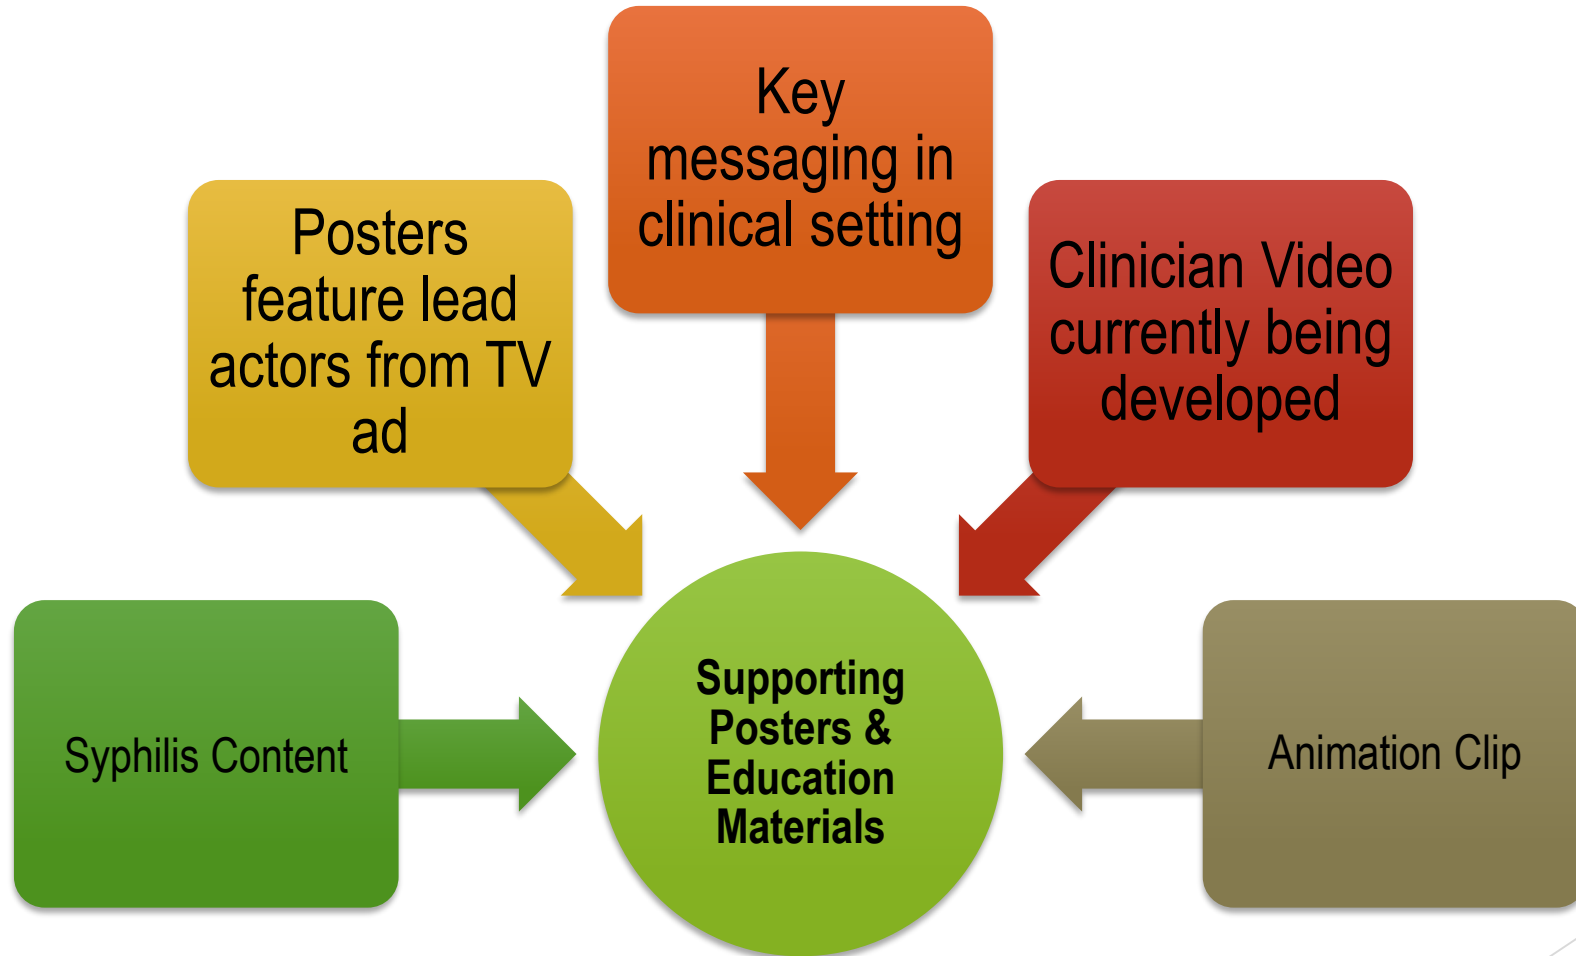 Key
messaging in
clinical setting
Posters
feature lead
actors from TV
ad
Clinician Video
currently being
developed
Syphilis Content
Supporting
Posters &
Education
Materials
Animation Clip